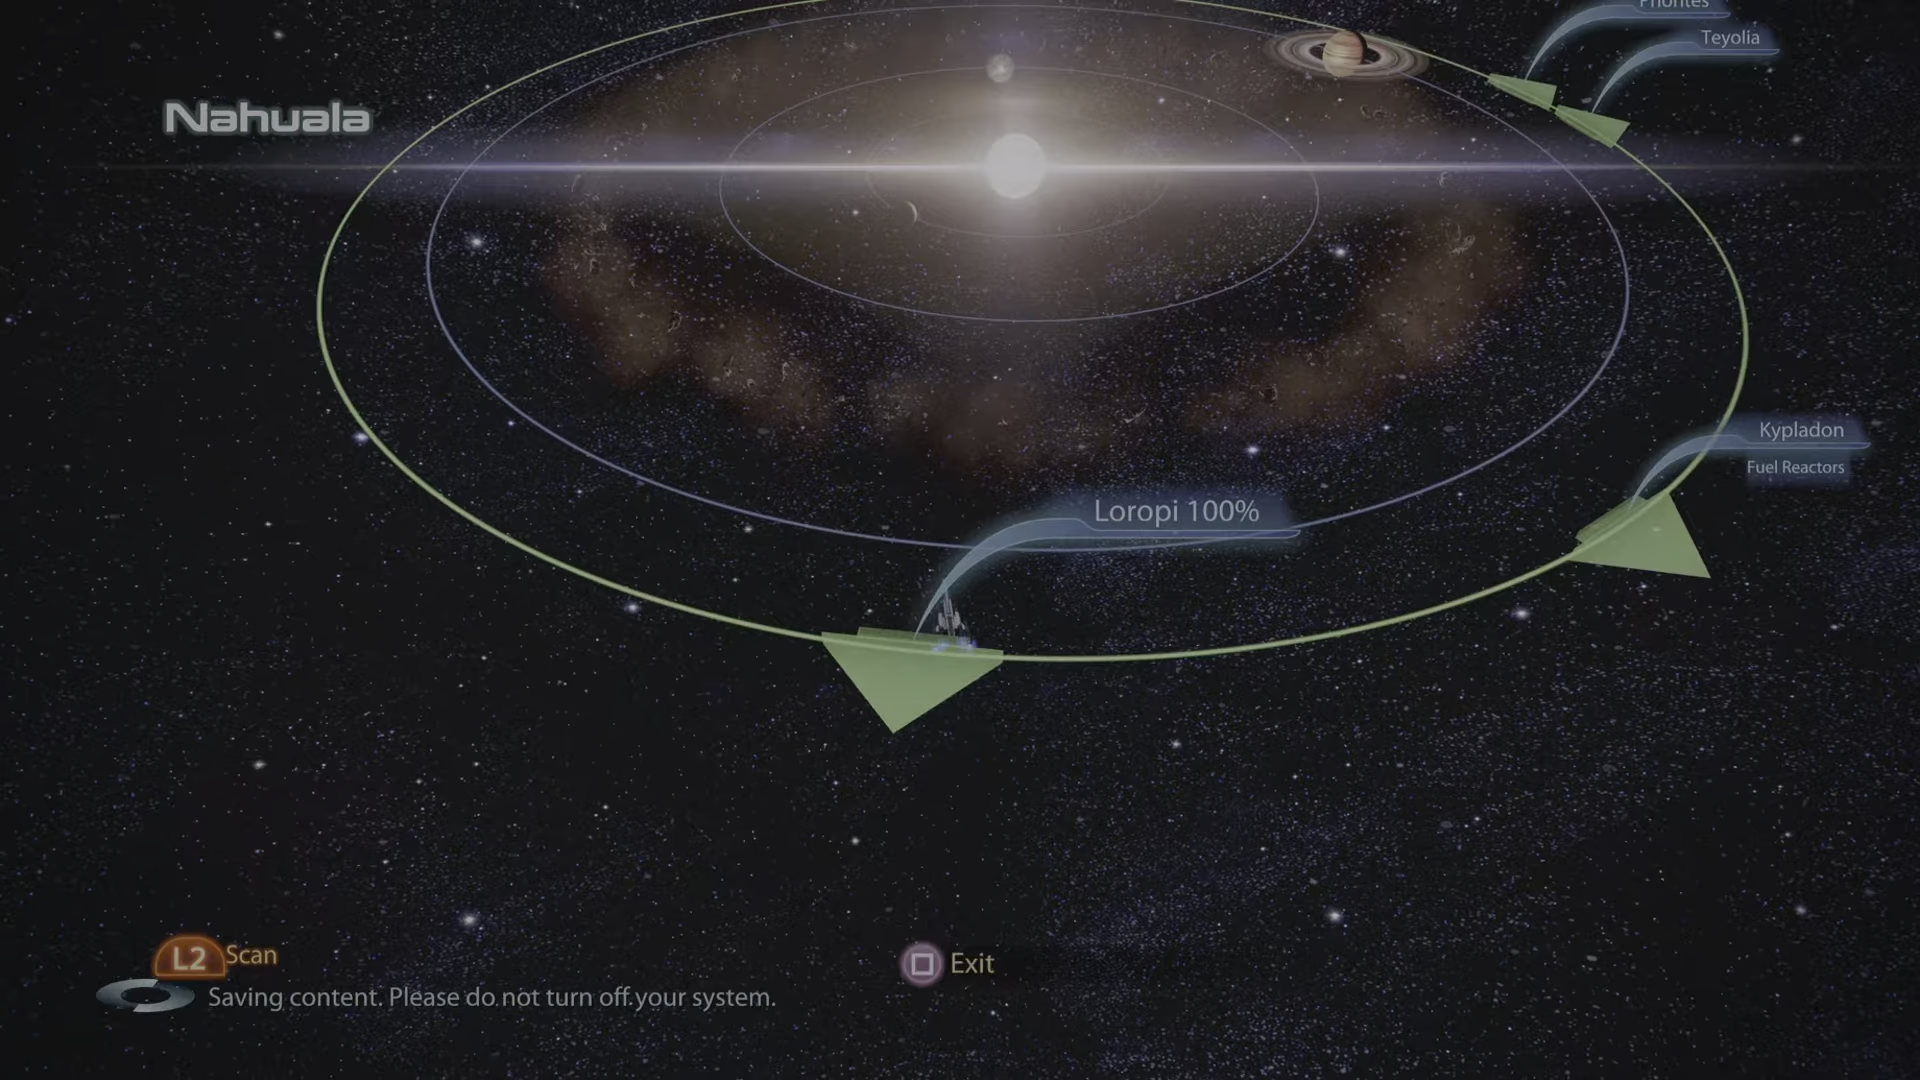 Phontes
Teyolia
Nahuala
Kypladon
Fuel Reactors
Loropi 100%
L2 Scan
Exit
Saving content. Please do not turn off your system.